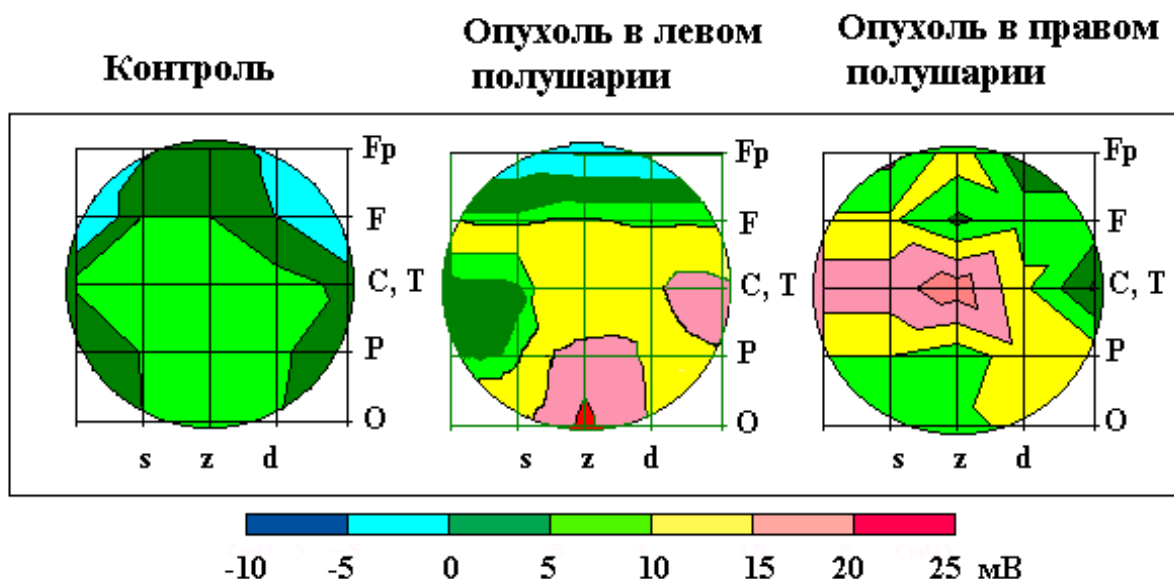 Контроль
Опухоль в левом
полушарии
Опухоль в правом
полушарии
Fp
F
C, T
P
O
s z d
Fp
F
C, T
P
O
s z d
Fp
F
C, T
P
O
s z d
-10 -5 0 5 10 15 20 25 мВ